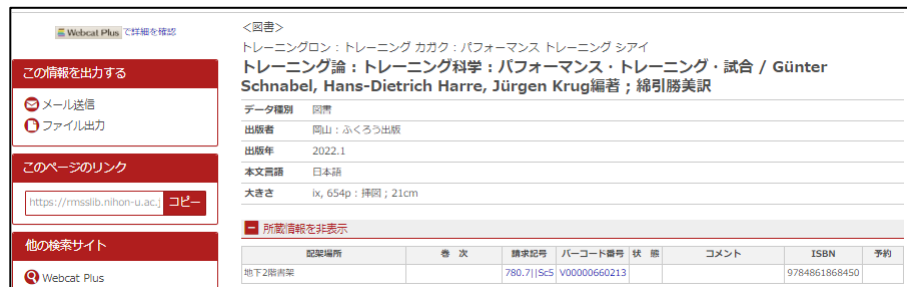 Webcat Plus で詳細を確認
この情報を出力する
メール送信
ファイル出力
このページのリンク
https://rmsslib.nihon-u.ac.j コピー
他の検索サイト
Webcat Plus
<図書>
トレーニングロン : トレーニング カガク : パフォーマンス トレーニング シアイ
トレーニング論 : トレーニング科学 : パフォーマンス・トレーニング・試合 / Günter
Schnabel, Hans-Dietrich Harre, Jürgen Krug編著 ; 綿引勝美訳
データ種別 図書
出版者 岡山 : ふくろう出版
出版年 2022.1
本文言語 日本語
大きさ ix, 654p : 挿図 ; 21cm
所蔵情報を非表示
配架場所 巻 次 請求記号 バーコード番号 状 態 コメント ISBN 予約
地下2階書架 780.7||Sc5 V00000660213 9784861868450